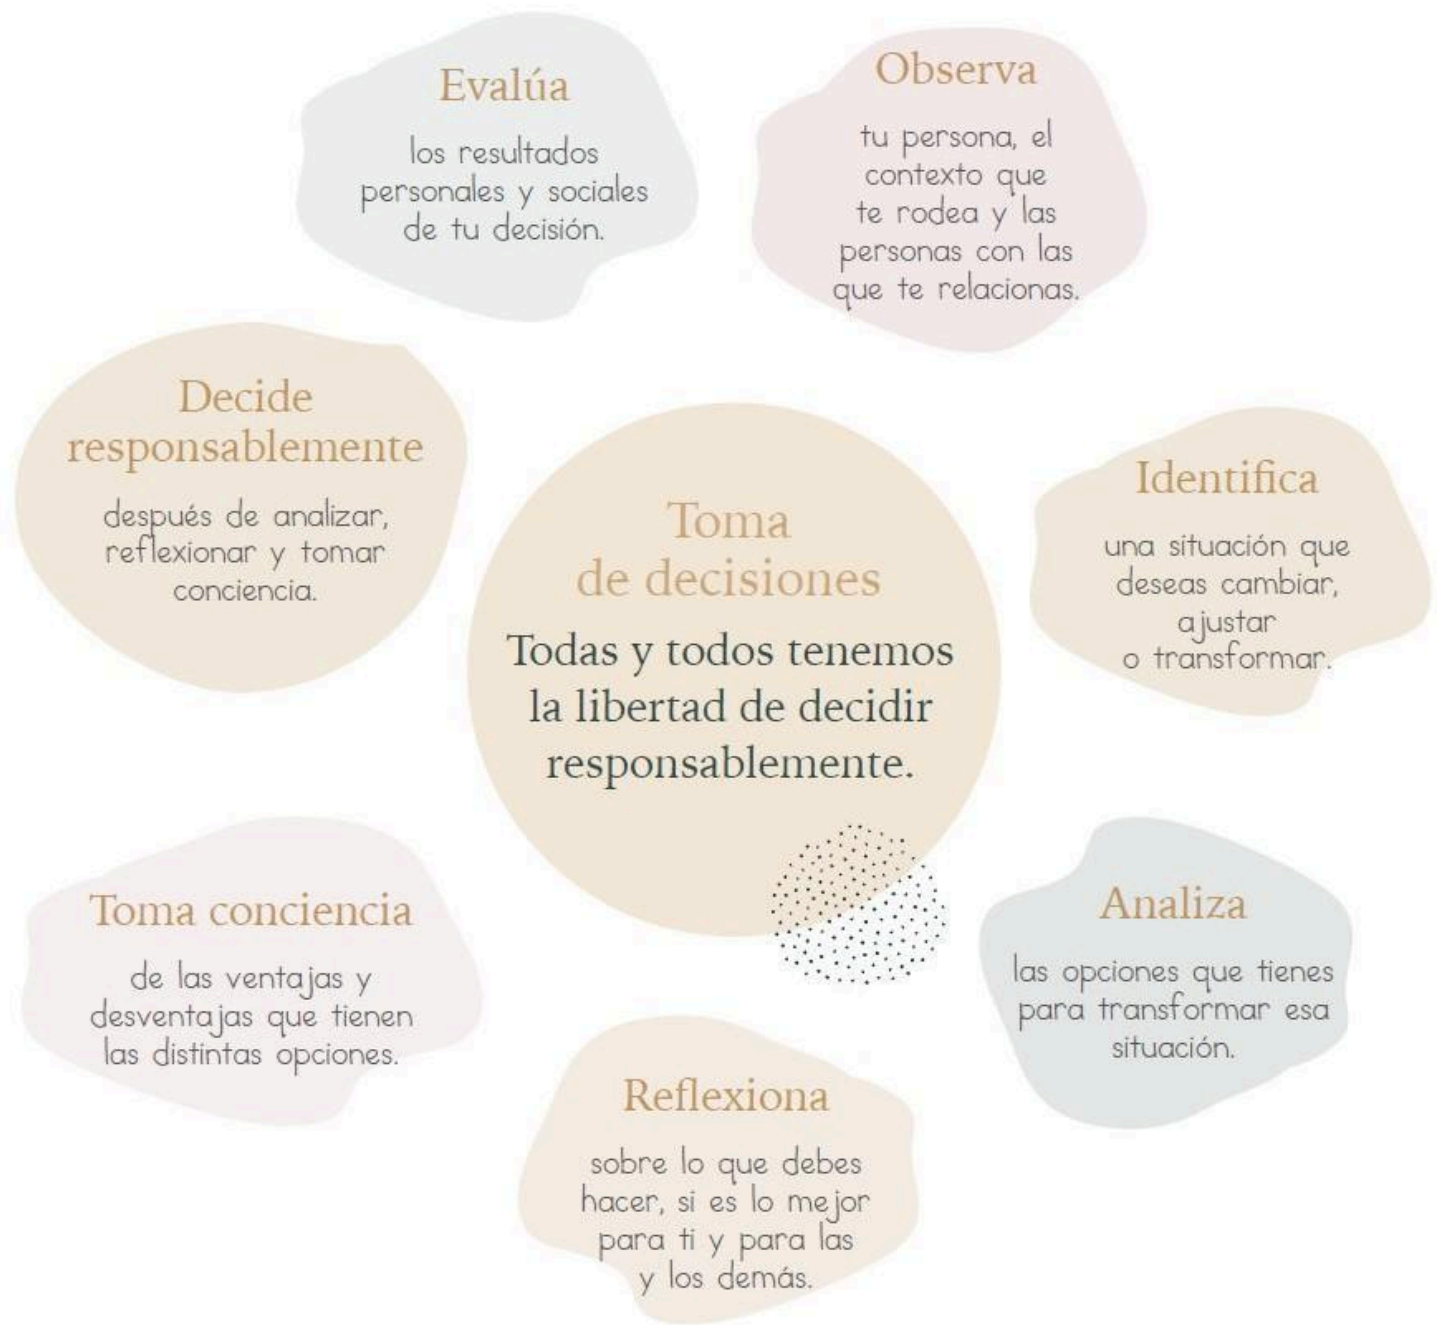 Evalúa
los resultados
personales y sociales
de tu decisión.
Observa
tu persona, el
contexto que
te rodea y las
personas con las
que te relacionas.
Decide
responsablemente
después de analizar,
reflexionar y tomar
conciencia.
Toma
de decisiones
Todas y todos tenemos
la libertad de decidir
responsablemente.
Identifica
una situación que
deseas cambiar,
ajustar
o transformar.
Toma conciencia
de las ventajas y
desventajas que tienen
las distintas opciones.
Analiza
las opciones que tienes
para transformar esa
situación.
Reflexiona
sobre lo que debes
hacer, si es lo mejor
para ti y para las
y los demás.